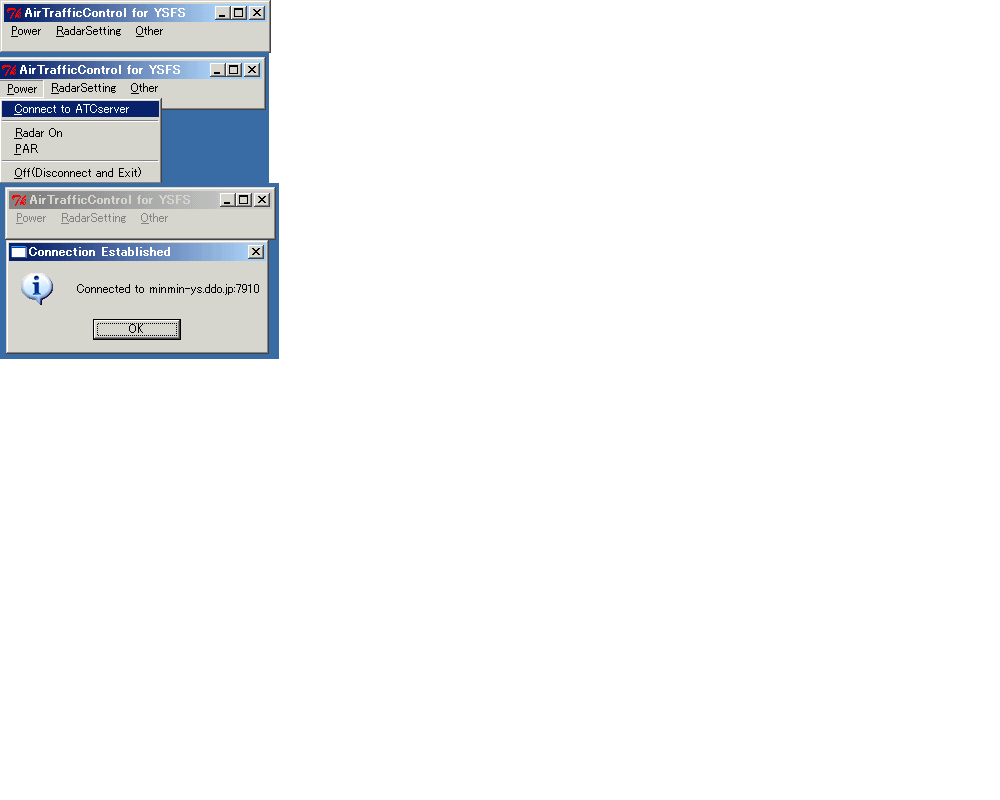 AirTrafficControl for YSFS
Power RadarSetting Other
AirTrafficControl for YSFS
Power RadarSetting Other
Connect to ATCserver
Radar On
PAR
Off(Disconnect and Exit)
AirTrafficControl for YSFS
Power RadarSetting Other
Connection Established
Connected to minmin-ys.ddo.jp:7910
OK